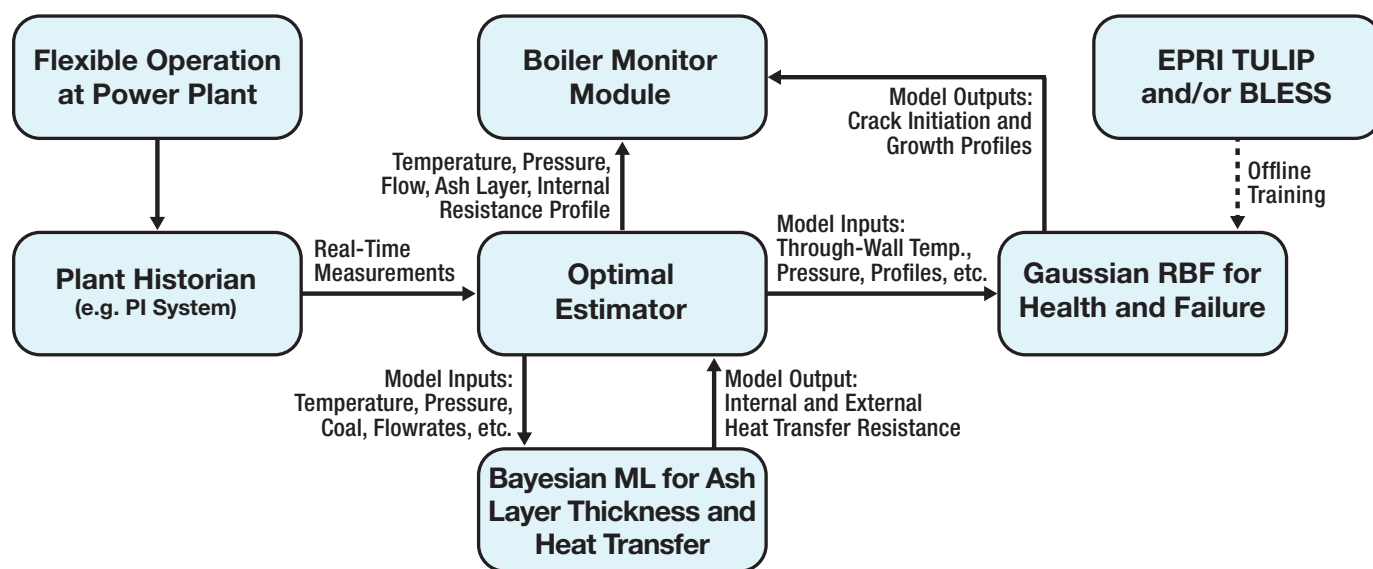 Flexible Operation
at Power Plant
Boiler Monitor
Module
EPRI TULIP
and/or BLESS
Model Outputs:
Crack Initiation and
Growth Profiles
Temperature, Pressure,
Flow, Ash Layer, Internal
Resistance Profile
Offline
Training
Plant Historian
(e.g. PI System)
Real-Time
Measurements
Optimal
Estimator
Model Inputs:
Through-Wall Temp.,
Pressure, Profiles, etc.
Gaussian RBF for
Health and Failure
Model Inputs:
Temperature, Pressure,
Coal, Flowrates, etc.
Model Output:
Internal and External
Heat Transfer Resistance
Bayesian ML for Ash
Layer Thickness and
Heat Transfer